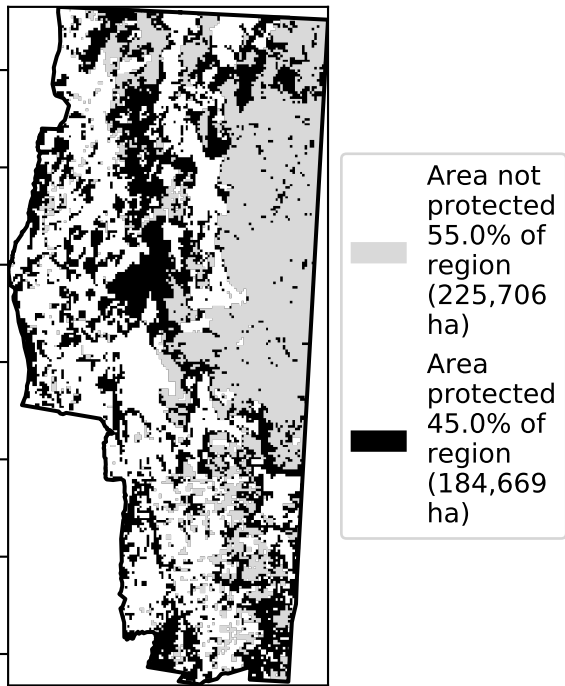 Area not
protected
55.0% of
region
(225,706
ha)
Area
protected
45.0% of
region
(184,669
ha)